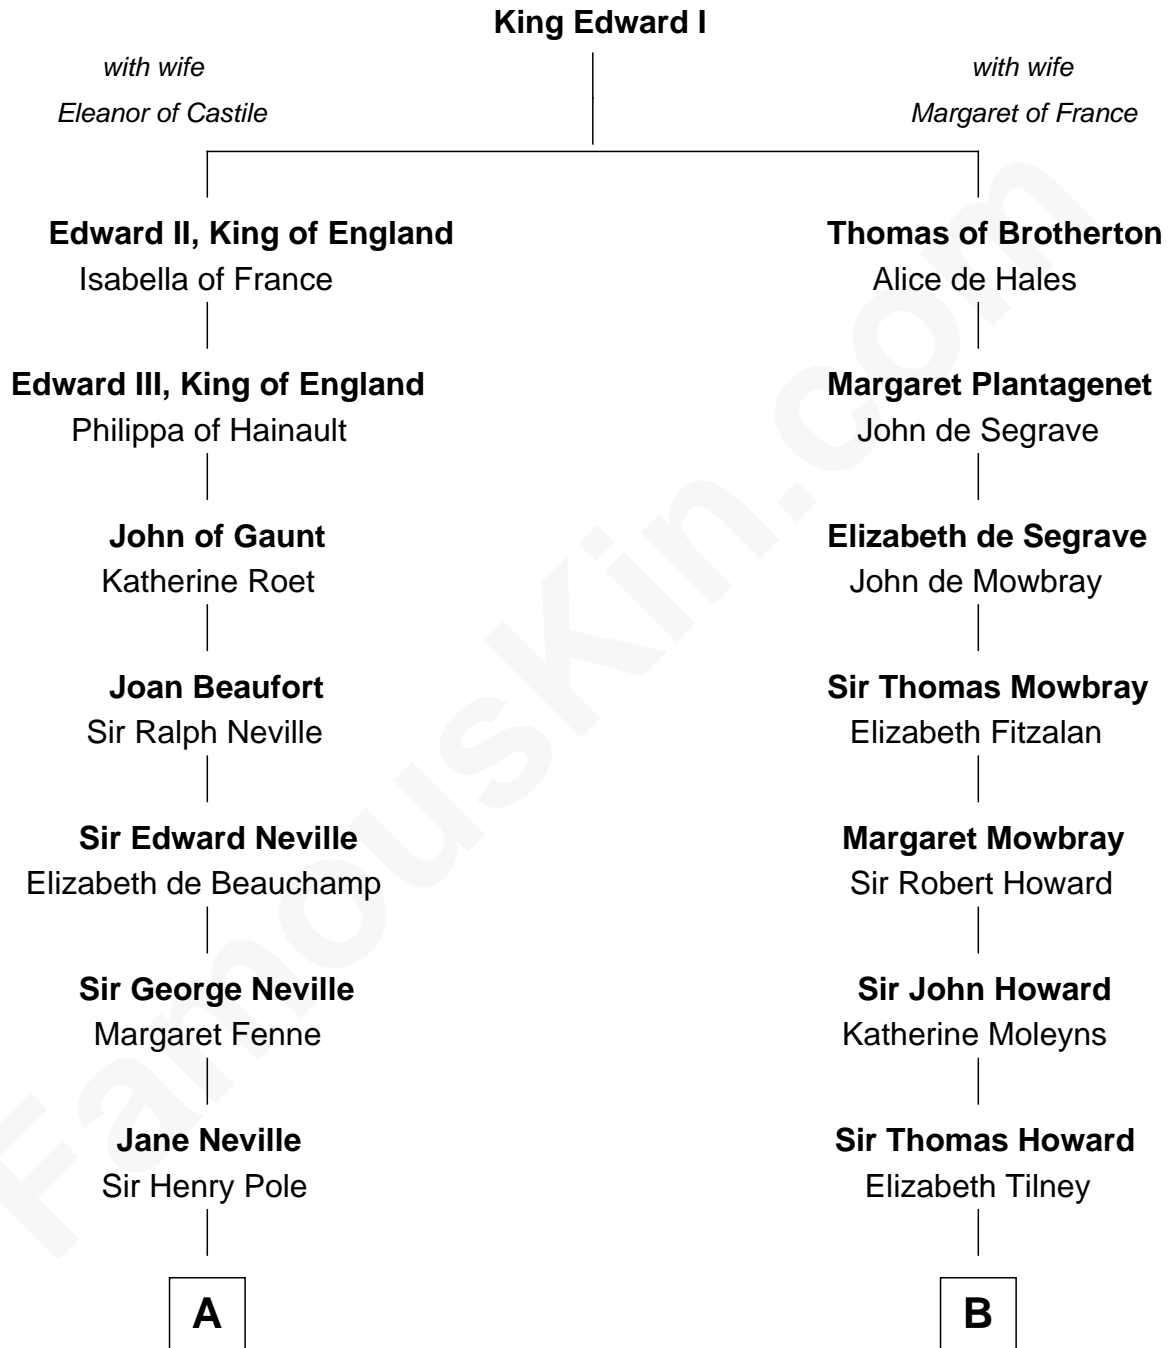 King Edward I
with wife
Eleanor of Castile
with wife
Margaret of France
Edward II, King of England
Isabella of France
Thomas of Brotherton
Alice de Hales
Edward III, King of England
Philippa of Hainault
Margaret Plantagenet
John de Segrave
John of Gaunt
Katherine Roet
Elizabeth de Segrave
John de Mowbray
Joan Beaufort
Sir Ralph Neville
Sir Thomas Mowbray
Elizabeth Fitzalan
Sir Edward Neville
Elizabeth de Beauchamp
Margaret Mowbray
Sir Robert Howard
Sir George Neville
Margaret Fenne
Sir John Howard
Katherine Moleyns
Jane Neville
Sir Henry Pole
Sir Thomas Howard
Elizabeth Tilney
A
B
FamousKin.com